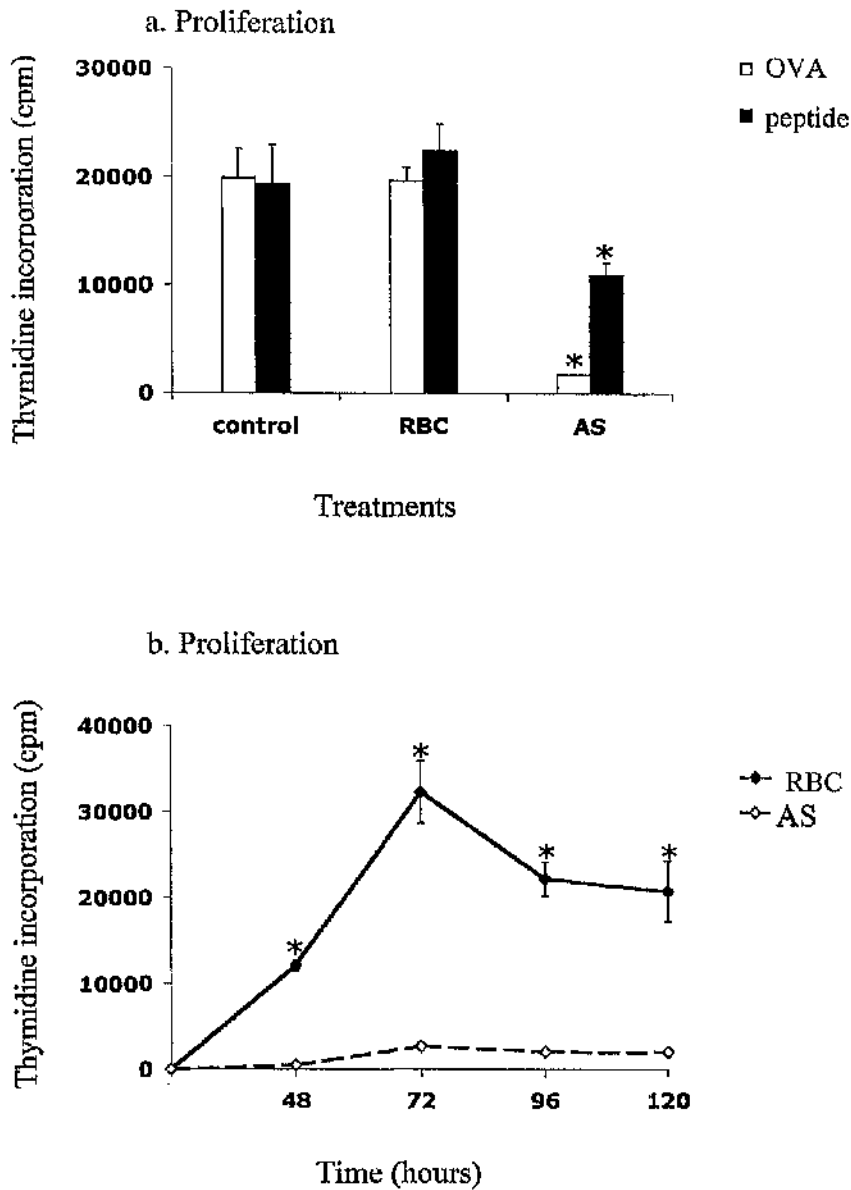 a. Proliferation
Thymidine incorporation (cpm)
30000
20000
10000
0
OVA
peptide
*
*
control RBC AS
Treatments
b. Proliferation
Thymidine incorporation (cpm)
40000
30000
20000
10000
0
RBC
AS
*
*
*
*
48 72 96 120
Time (hours)